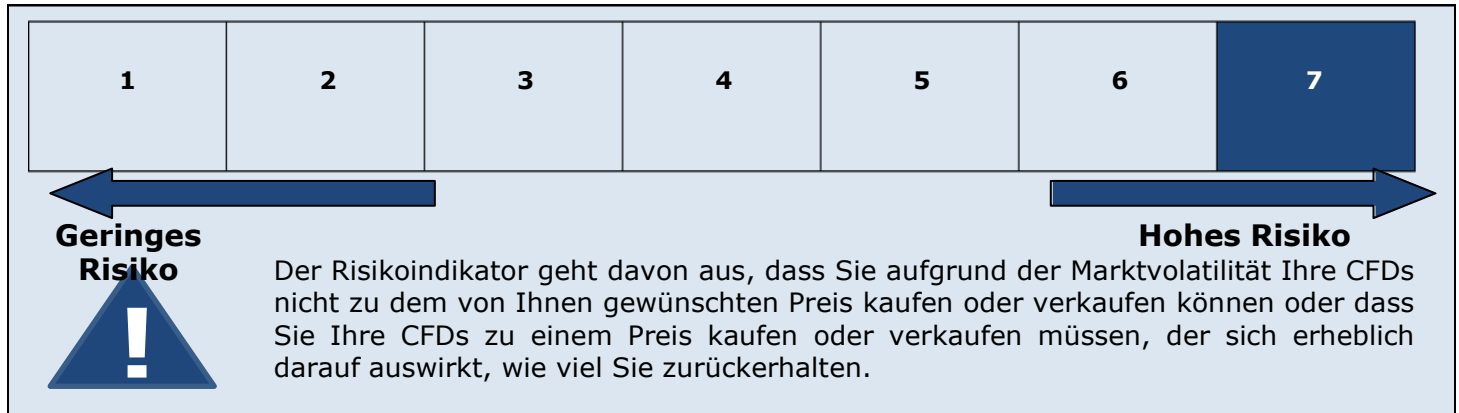 1 2 3 4 5 6 7
Geringes
Risiko
Hohes Risiko
Der Risikoindikator geht davon aus, dass Sie aufgrund der Marktvolatilität Ihre CFDs
nicht zu dem von Ihnen gewünschten Preis kaufen oder verkaufen können oder dass
Sie Ihre CFDs zu einem Preis kaufen oder verkaufen müssen, der sich erheblich
darauf auswirkt, wie viel Sie zurückerhalten.
!